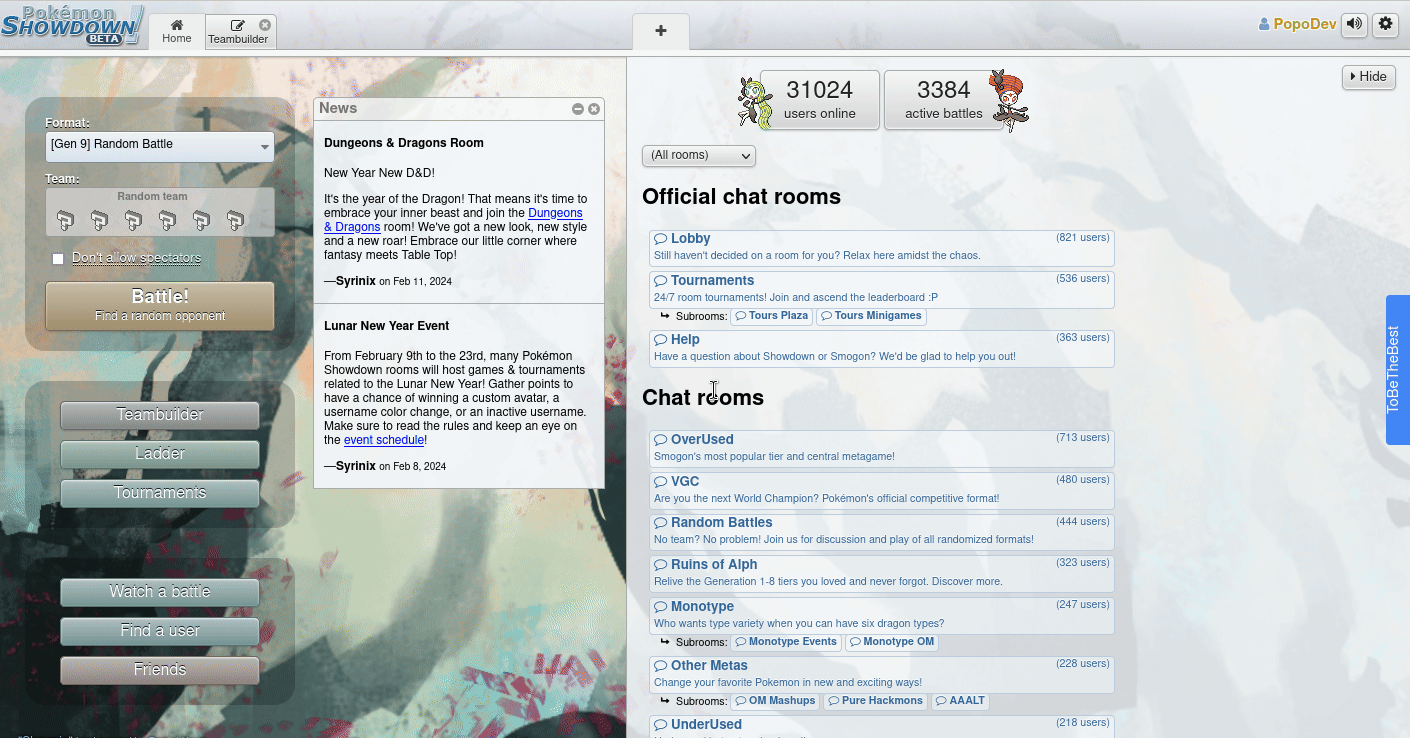 Pokémon
SHOWDOWN!
BETA
Home
Teambuilder
+
PopoDev
Format:
[Gen 9] Random Battle
Team:
Random team
Don't allow spectators
Battle!
Find a random opponent
Teambuilder
Ladder
Tournaments
Watch a battle
Find a user
Friends
News
Dungeons & Dragons Room
New Year New D&D!
It's the year of the Dragon! That means it's time to
embrace your inner beast and join the Dungeons
& Dragons room! We've got a new look, new style
and a new roar! Embrace our little corner where
fantasy meets Table Top!
—Syrinix on Feb 11, 2024
Lunar New Year Event
From February 9th to the 23rd, many Pokémon
Showdown rooms will host games & tournaments
related to the Lunar New Year! Gather points to
have a chance of winning a custom avatar, a
username color change, or an inactive username.
Make sure to read the rules and keep an eye on
the event schedule!
—Syrinix on Feb 8, 2024
31024
users online
3384
active battles
Hide
(All rooms)
Official chat rooms
Lobby (821 users)
Still haven't decided on a room for you? Relax here amidst the chaos.
Tournaments (536 users)
24/7 room tournaments! Join and ascend the leaderboard :P
Subrooms: Tours Plaza Tours Minigames
Help (363 users)
Have a question about Showdown or Smogon? We'd be glad to help you out!
Chat rooms
OverUsed (713 users)
Smogon's most popular tier and central metagame!
VGC (480 users)
Are you the next World Champion? Pokémon's official competitive format!
Random Battles (444 users)
No team? No problem! Join us for discussion and play of all randomized formats!
Ruins of Alph (323 users)
Relive the Generation 1-8 tiers you loved and never forgot. Discover more.
Monotype (247 users)
Who wants type variety when you can have six dragon types?
Subrooms: Monotype Events Monotype OM
Other Metas (228 users)
Change your favorite Pokemon in new and exciting ways!
Subrooms: OM Mashups Pure Hackmons AAALT
UnderUsed (218 users)
ToBeTheBest